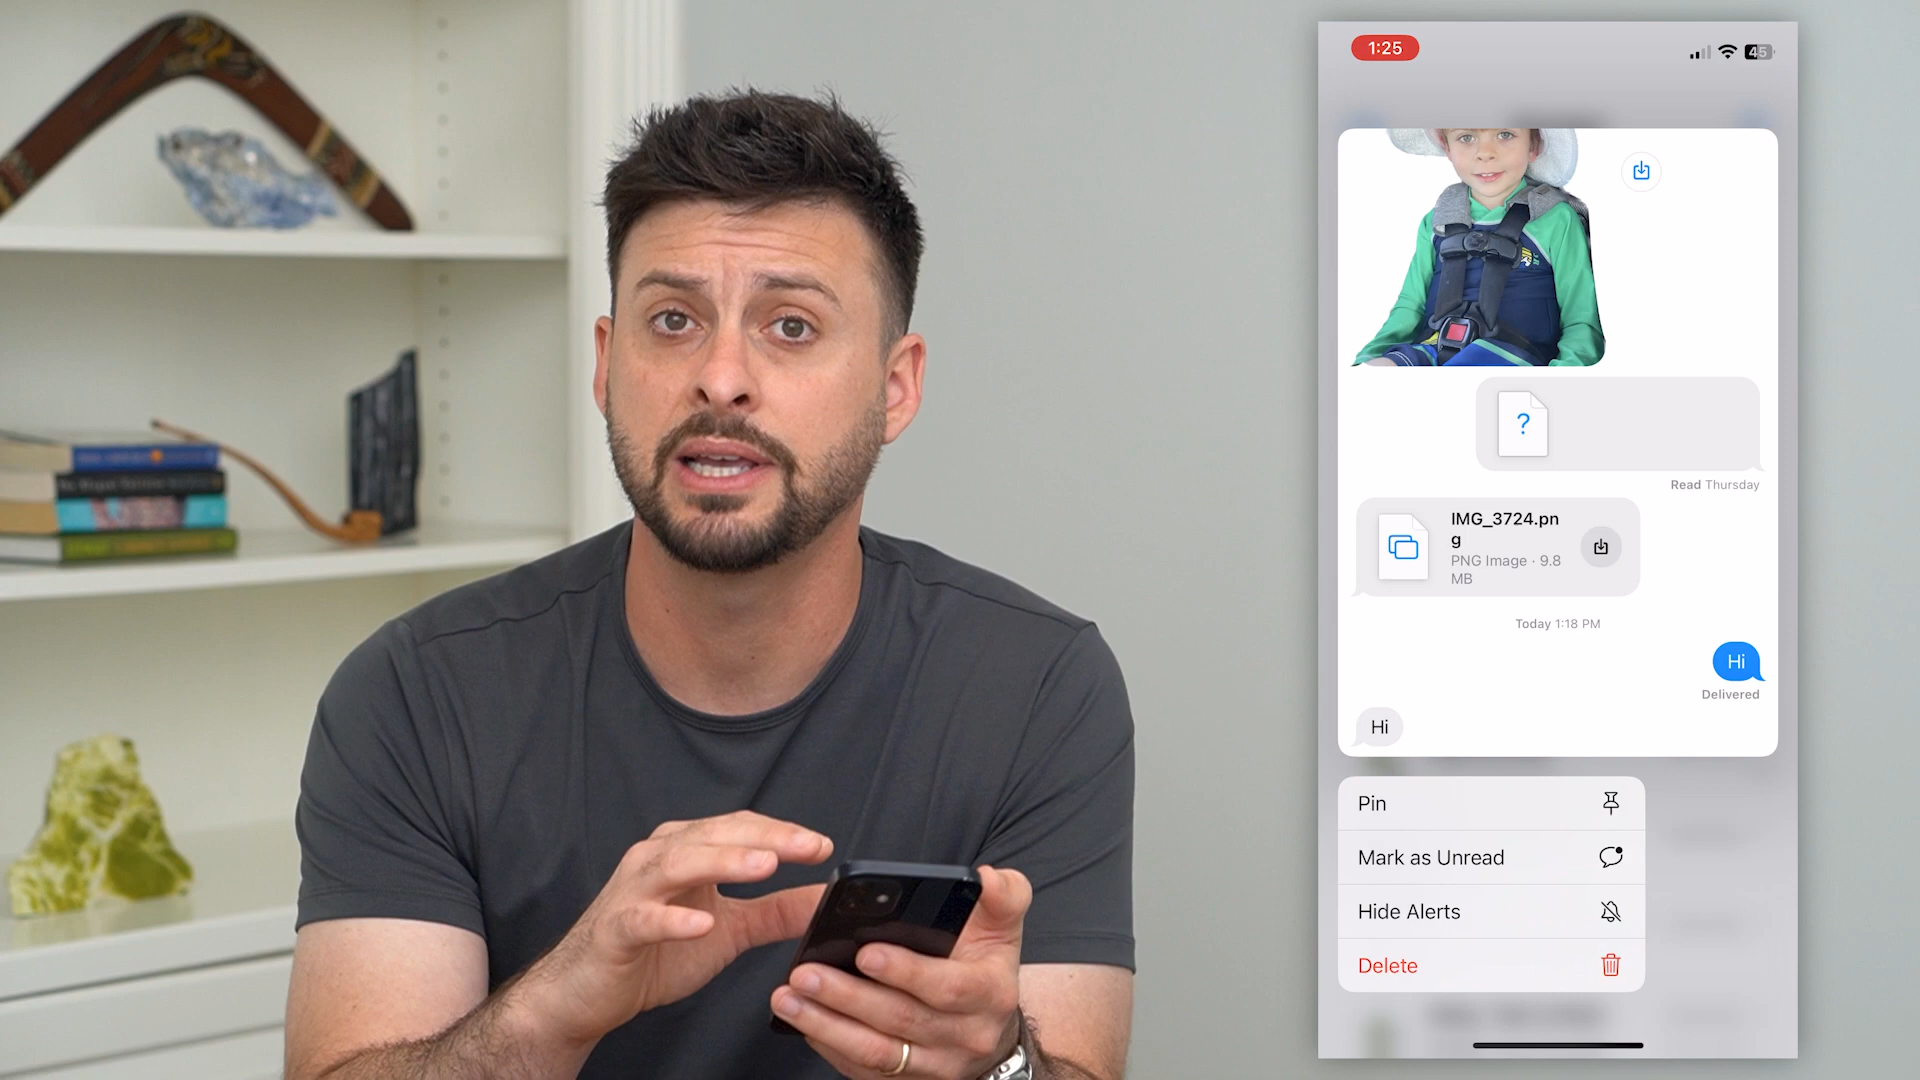 1:25
45
?
Read Thursday
IMG_3724.pn
g
PNG Image · 9.8
MB
Today 1:18 PM
Hi
Delivered
Hi
Pin
Mark as Unread
Hide Alerts
Delete